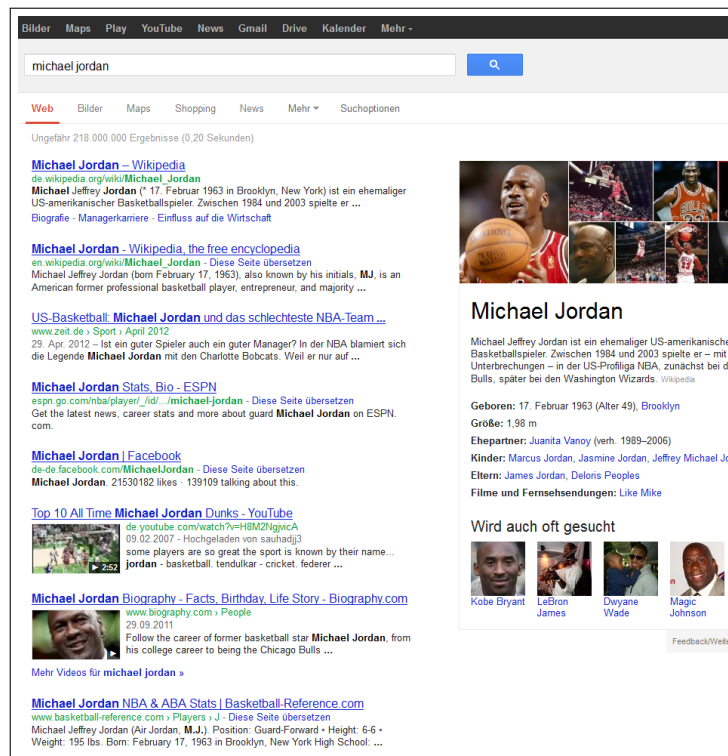 Bilder Maps Play YouTube News Gmail Drive Kalender Mehr
michael jordan
Web Bilder Maps Shopping News Mehr Suchoptionen
Ungefähr 218.000.000 Ergebnisse (0,20 Sekunden)
Michael Jordan – Wikipedia
de.wikipedia.org/wiki/Michael_Jordan
Michael Jeffrey Jordan (* 17. Februar 1963 in Brooklyn, New York) ist ein ehemaliger
US-amerikanischer Basketballspieler. Zwischen 1984 und 2003 spielte er ...
Biografie - Managerkarriere - Einfluss auf die Wirtschaft
Michael Jordan - Wikipedia, the free encyclopedia
en.wikipedia.org/wiki/Michael_Jordan - Diese Seite übersetzen
Michael Jeffrey Jordan (born February 17, 1963), also known by his initials, MJ, is an
American former professional basketball player, entrepreneur, and majority ...
US-Basketball: Michael Jordan und das schlechteste NBA-Team ...
www.zeit.de › Sport › April 2012
29. Apr. 2012 – Ist ein guter Spieler auch ein guter Manager? In der NBA blamiert sich
die Legende Michael Jordan mit den Charlotte Bobcats. Weil er nur auf ...
Michael Jordan Stats, Bio - ESPN
espn.go.com/nba/player/_/id/.../michael-jordan - Diese Seite übersetzen
Get the latest news, career stats and more about guard Michael Jordan on ESPN.
com.
Michael Jordan | Facebook
de-de.facebook.com/MichaelJordan - Diese Seite übersetzen
Michael Jordan. 21530182 likes · 139109 talking about this.
Top 10 All Time Michael Jordan Dunks - YouTube
de.youtube.com/watch?v=H8M2NgjvicA
09.02.2007 - Hochgeladen von sauhadjj3
some players are so great the sport is known by their name...
jordan - basketball. tendulkar - cricket. federer ...
2:52
Michael Jordan Biography - Facts, Birthday, Life Story - Biography.com
www.biography.com › People
29.09.2011
Follow the career of former basketball star Michael Jordan, from
his college career to being the Chicago Bulls ...
Mehr Videos für michael jordan »
Michael Jordan NBA & ABA Stats | Basketball-Reference.com
www.basketball-reference.com › Players › J - Diese Seite übersetzen
Michael Jeffrey Jordan (Air Jordan, M.J.). Position: Guard-Forward ▪ Height: 6-6 ▪
Weight: 195 lbs. Born: February 17, 1963 in Brooklyn, New York High School: ...
Michael Jordan
Michael Jeffrey Jordan ist ein ehemaliger US-amerikanische
Basketballspieler. Zwischen 1984 und 2003 spielte er – mit
Unterbrechungen – in der US-Profiliga NBA, zunächst bei d
Bulls, später bei den Washington Wizards. Wikipedia
Geboren: 17. Februar 1963 (Alter 49), Brooklyn
Größe: 1,98 m
Ehepartner: Juanita Vanoy (verh. 1989–2006)
Kinder: Marcus Jordan, Jasmine Jordan, Jeffrey Michael Jo
Eltern: James Jordan, Deloris Peoples
Filme und Fernsehsendungen: Like Mike
Wird auch oft gesucht
Kobe Bryant
LeBron
James
Dwyane
Wade
Magic
Johnson
Feedback/Weite